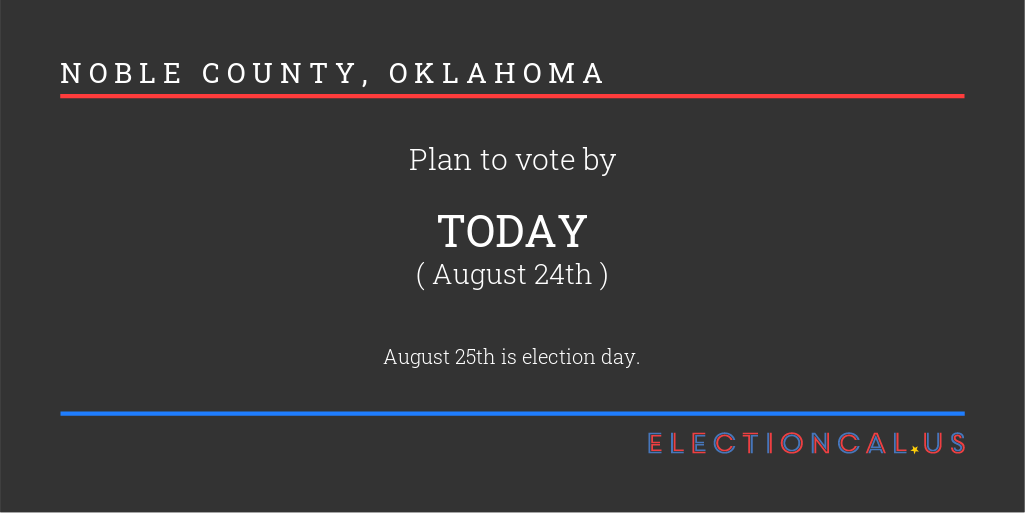 NOBLE COUNTY, OKLAHOMA
Plan to vote by
TODAY
( August 24th )
August 25th is election day.
ELECTIONCAL.US